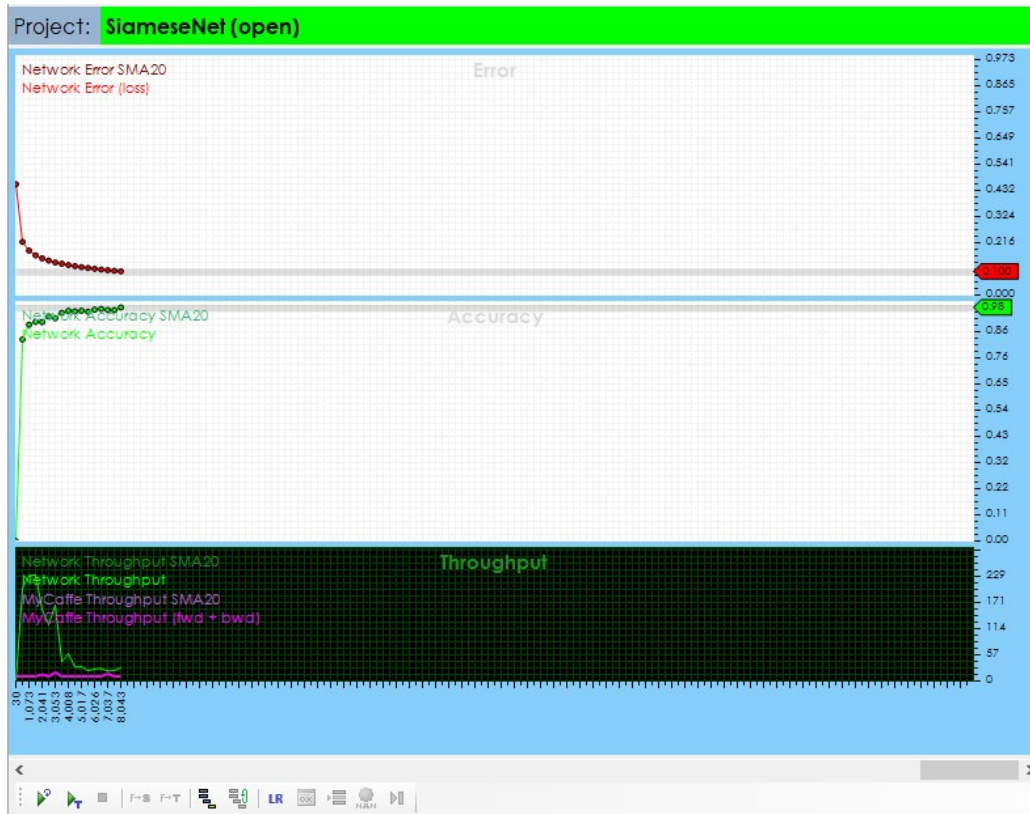 Project: SiameseNet (open)
Network Error SMA20
Network Error (loss)
Error
0.973
0.865
0.757
0.649
0.541
0.432
0.324
0.216
0.100
0.000
Network Accuracy SMA20
Network Accuracy
Accuracy
0.98
0.86
0.76
0.65
0.54
0.43
0.32
0.22
0.11
0.00
Network Throughput SMA20
Network Throughput
MyCaffe Throughput SMA20
MyCaffe Throughput (fwd + bwd)
Throughput
229
171
114
57
0
30
1,073
2,041
3,053
4,008
5,017
6,026
7,037
8,043
T
r→s r→T
LR
ox
NAN